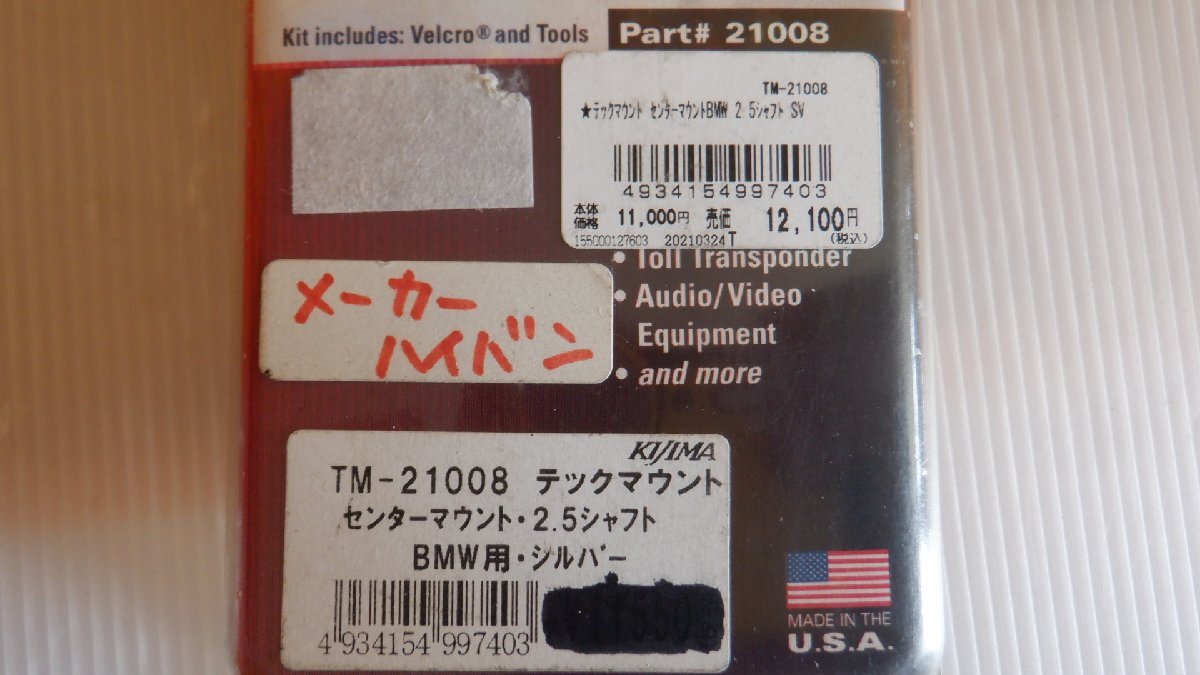 Kit includes: Velcro® and Tools
Part# 21008
TM-21008
★テックマウント センターマウントBMW 2.5シャフト SV
4934154997403
本体価格 11,000円 売価 12,100円
155000127603 20210324T (税込)
• Toll Transponder
• Audio/Video
Equipment
• and more
メーカー
ハイバン
KIJIMA
TM-21008 テックマウント
センターマウント・2.5シャフト
BMW用・シルバー
4 934154 997403
MADE IN THE
U.S.A.